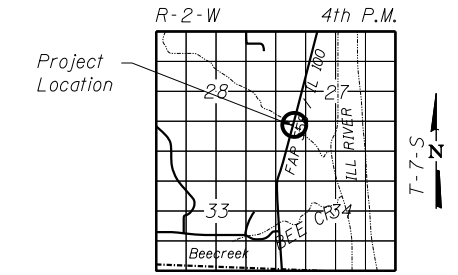 R-2-W 4th P.M.
Project
Location
28 27
FAP / IL 100
ILL RIVER
T-7-S
N
33 34
BEE CR
Beecreek